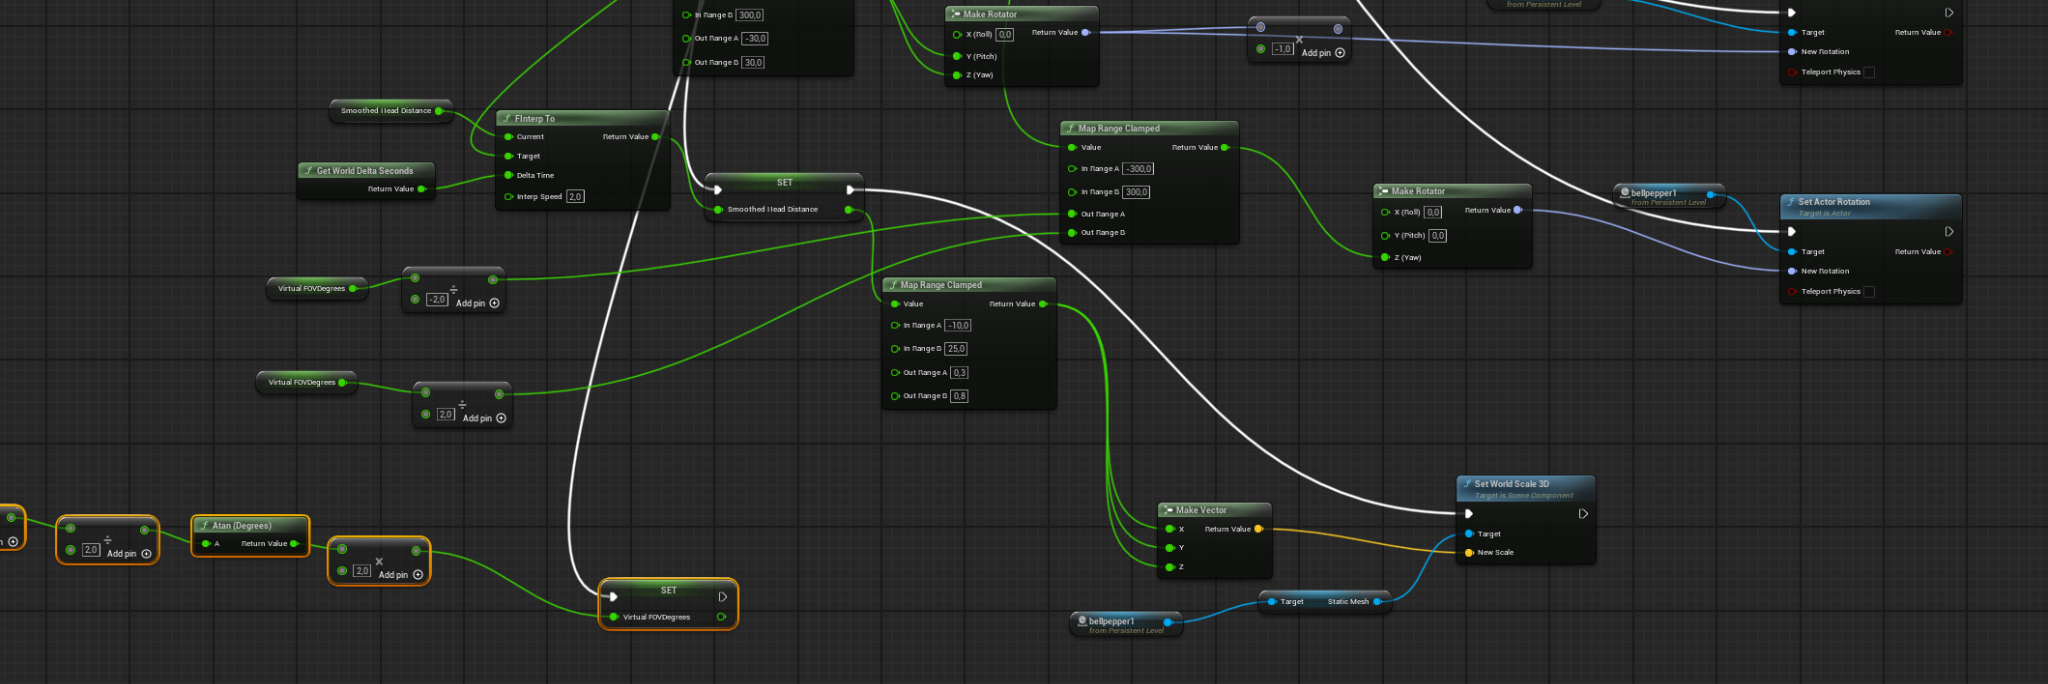 In Range B 300,0
Out Range A -30,0
Out Range B 30,0
Make Rotator
X (Roll) 0,0
Return Value
Y (Pitch)
Z (Yaw)
-1,0
×
Add pin
from Persistent Level
Target
Return Value
New Rotation
Teleport Physics
Smoothed Head Distance
FInterp To
Current
Return Value
Target
Delta Time
Interp Speed 2,0
Get World Delta Seconds
Return Value
SET
Smoothed Head Distance
Map Range Clamped
Value
Return Value
In Range A -300,0
In Range B 300,0
Out Range A
Out Range B
Make Rotator
X (Roll) 0,0
Return Value
Y (Pitch) 0,0
Z (Yaw)
bellpepper1
from Persistent Level
Set Actor Rotation
Target is Actor
Target
Return Value
New Rotation
Teleport Physics
Virtual FOVDegrees
-2,0
÷
Add pin
Map Range Clamped
Value
Return Value
In Range A -10,0
In Range B 25,0
Out Range A 0,3
Out Range B 0,8
Virtual FOVDegrees
2,0
÷
Add pin
2,0
÷
Add pin
Atan (Degrees)
A
Return Value
2,0
×
Add pin
SET
Virtual FOVDegrees
Make Vector
X
Return Value
Y
Z
Set World Scale 3D
Target is Scene Component
Target
New Scale
Target
Static Mesh
bellpepper1
from Persistent Level